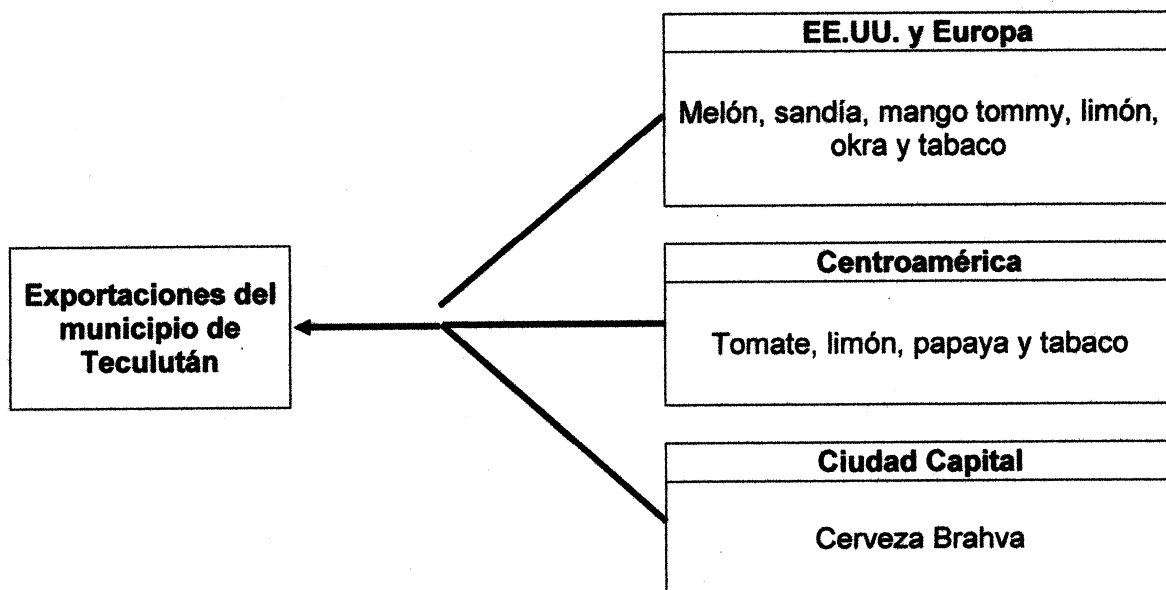 EE.UU. y Europa
Melón, sandía, mango tommy, limón,
okra y tabaco
Exportaciones del
municipio de
Teculután
Centroamérica
Tomate, limón, papaya y tabaco
Ciudad Capital
Cerveza Brahva